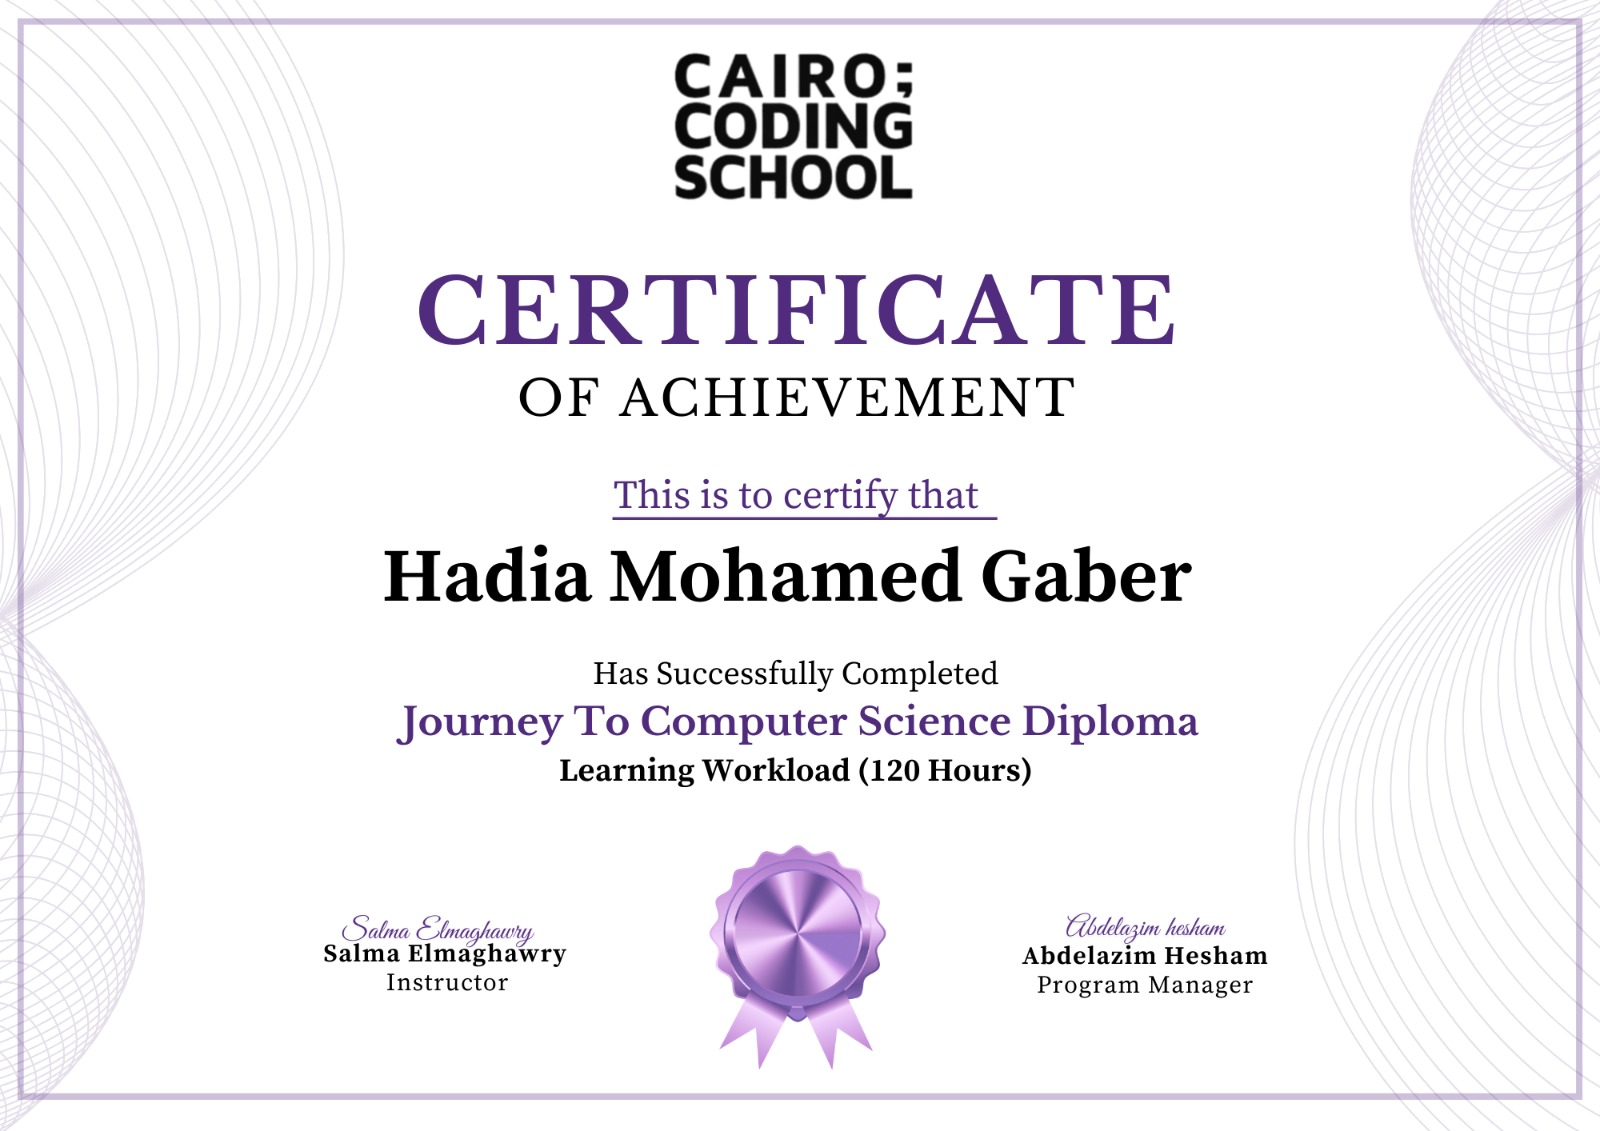 CAIRO;
CODING
SCHOOL
CERTIFICATE
OF ACHIEVEMENT
This is to certify that
Hadia Mohamed Gaber
Has Successfully Completed
Journey To Computer Science Diploma
Learning Workload (120 Hours)
Salma Elmaghawry
Salma Elmaghawry
Instructor
Abdelazim hesham
Abdelazim Hesham
Program Manager